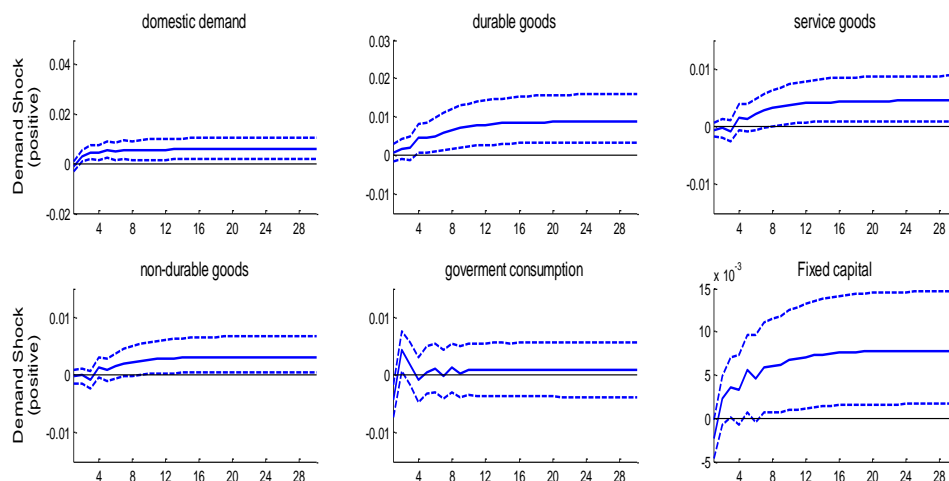 domestic demand
durable goods
service goods
Demand Shock
(positive)
0.04
0.02
0
-0.02
4 8 12 16 20 24 28
0.03
0.02
0.01
0
-0.01
4 8 12 16 20 24 28
0.01
0
-0.01
4 8 12 16 20 24 28
non-durable goods
goverment consumption
Fixed capital
Demand Shock
(positive)
0.01
0
-0.01
4 8 12 16 20 24 28
0.01
0
-0.01
4 8 12 16 20 24 28
x 10^-3
15
10
5
0
-5
4 8 12 16 20 24 28